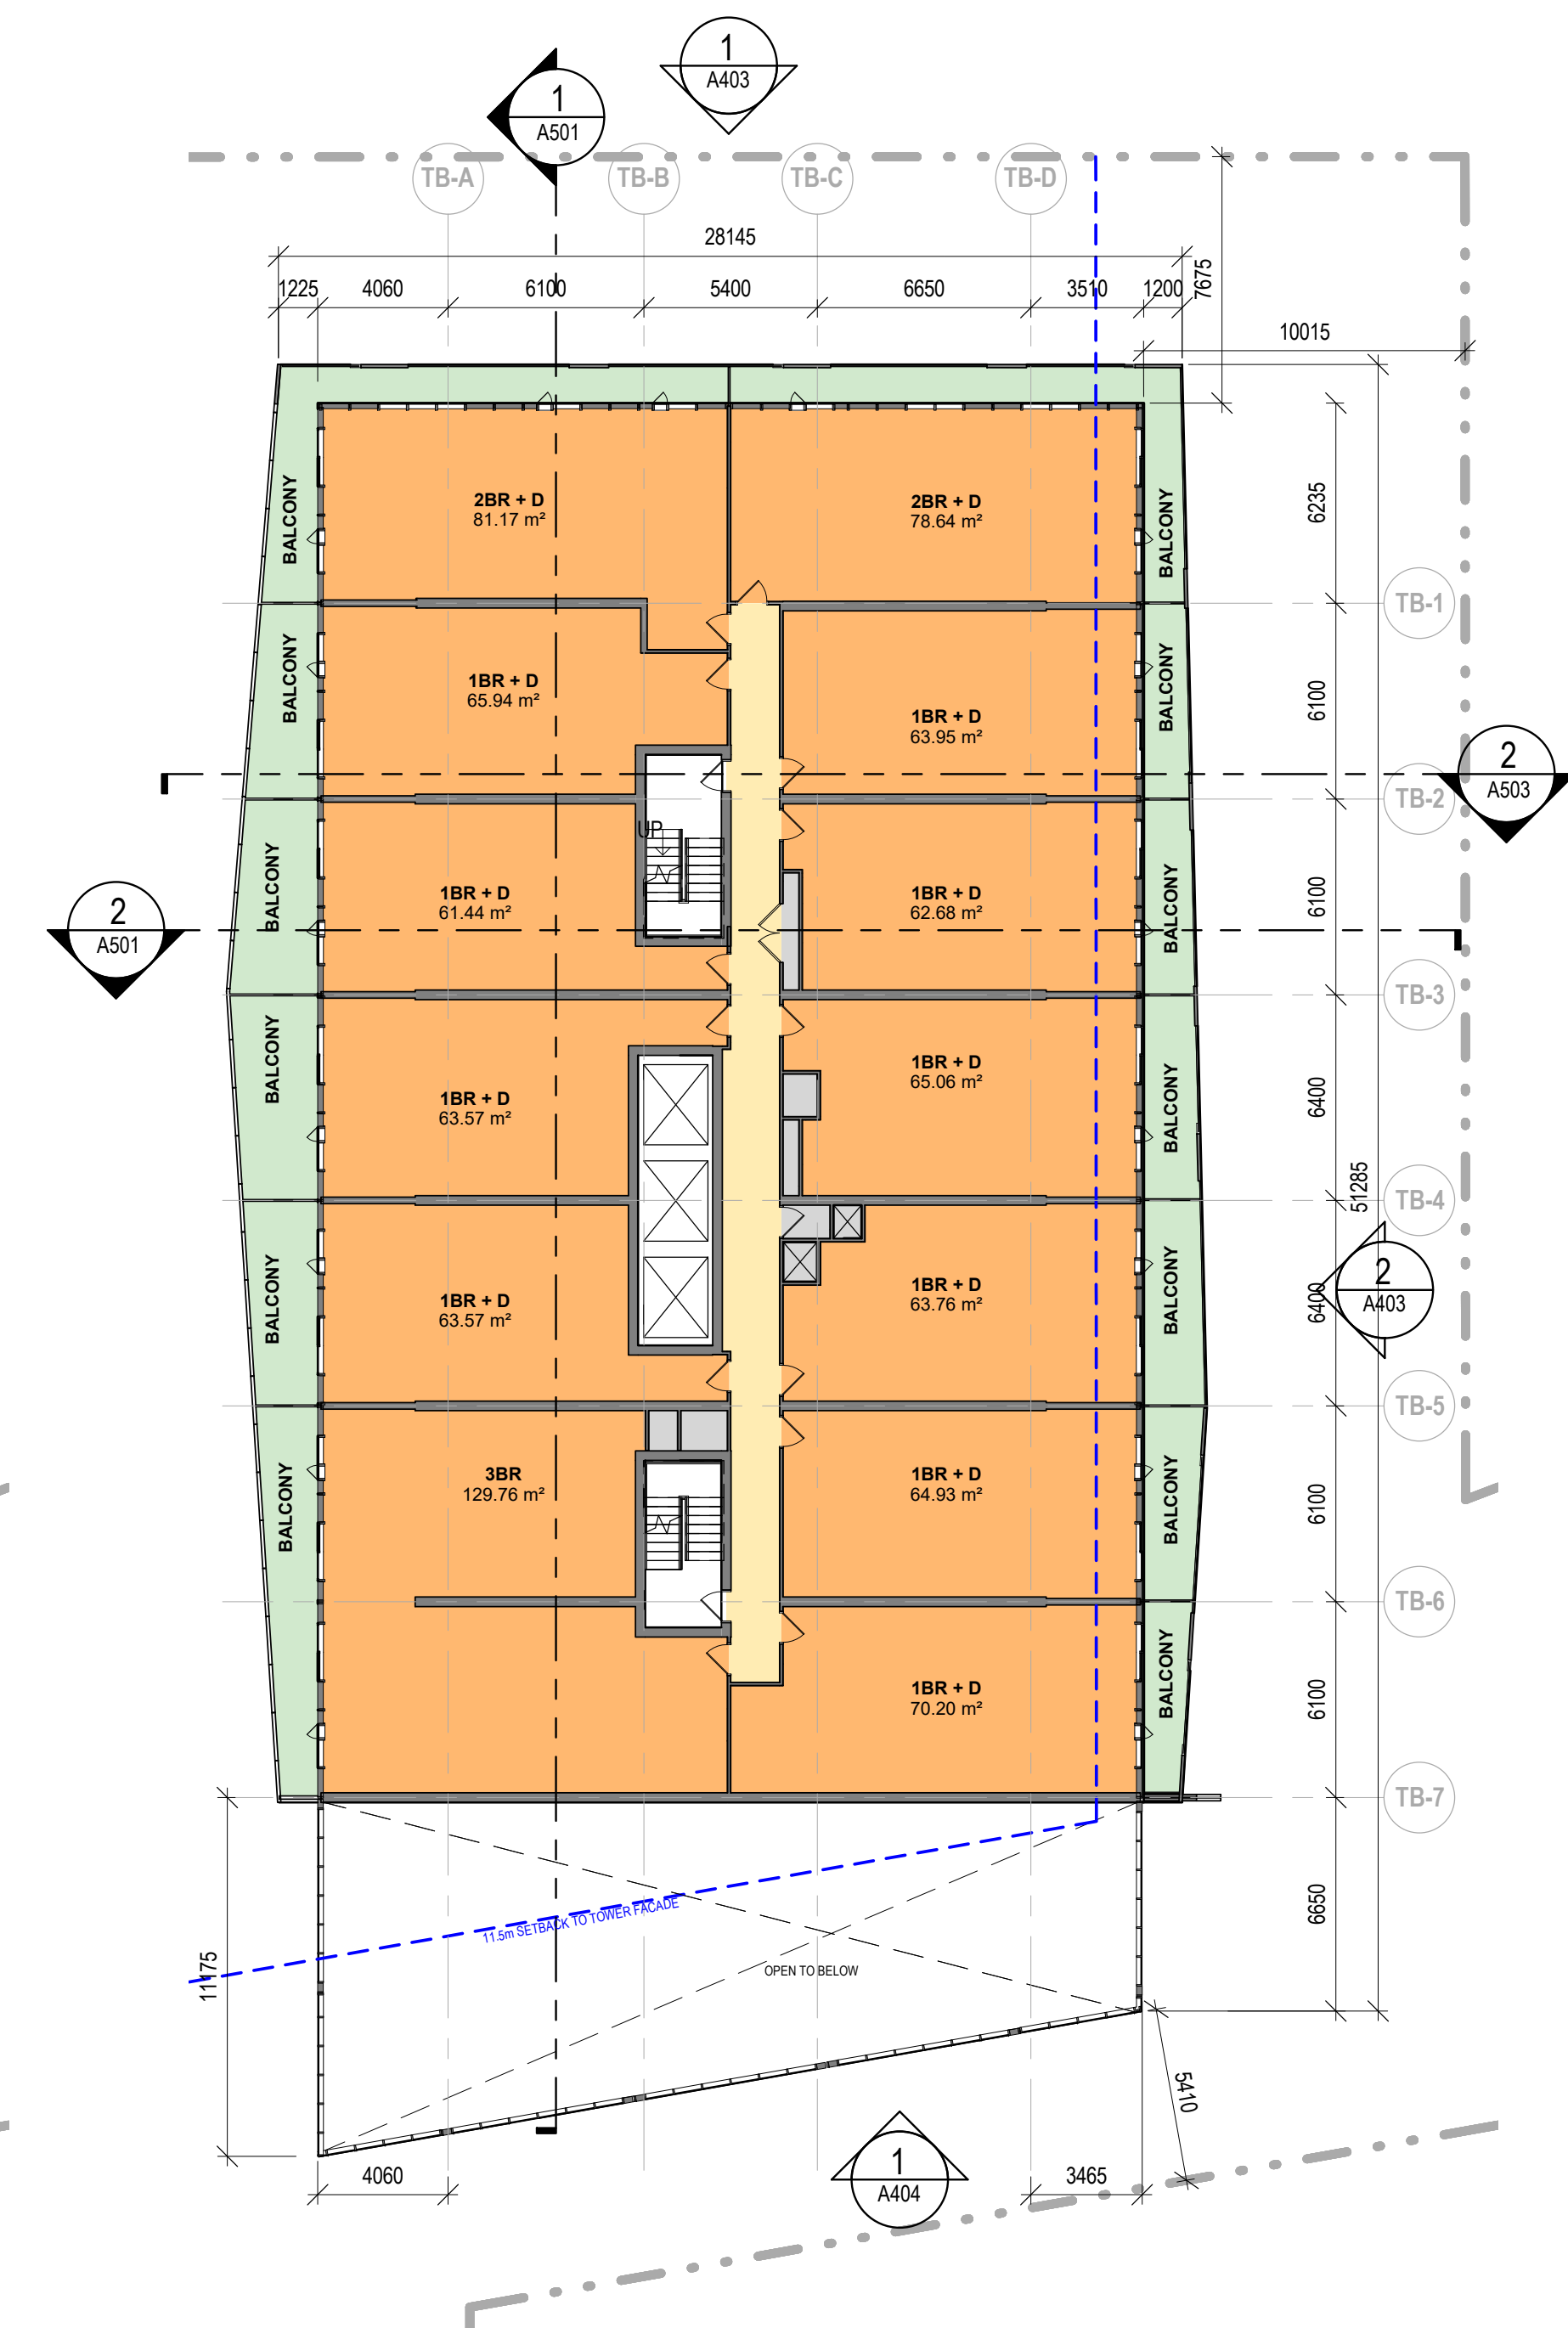 1
A403
1
A501
TB-A
TB-B
TB-C
TB-D
28145
1225
4060
6100
5400
6650
3510
1200
7675
10015
BALCONY
2BR + D
81.17 m²
2BR + D
78.64 m²
BALCONY
6235
TB-1
BALCONY
1BR + D
65.94 m²
1BR + D
63.95 m²
BALCONY
6100
2
A503
TB-2
UP
BALCONY
1BR + D
61.44 m²
1BR + D
62.68 m²
BALCONY
6100
2
A501
TB-3
BALCONY
1BR + D
63.57 m²
1BR + D
65.06 m²
BALCONY
6400
51285
TB-4
BALCONY
1BR + D
63.57 m²
1BR + D
63.76 m²
BALCONY
6400
2
A403
TB-5
BALCONY
3BR
129.76 m²
1BR + D
64.93 m²
BALCONY
6100
TB-6
1BR + D
70.20 m²
BALCONY
6100
TB-7
11.5m SETBACK TO TOWER FACADE
6650
11175
OPEN TO BELOW
5410
4060
1
A404
3465